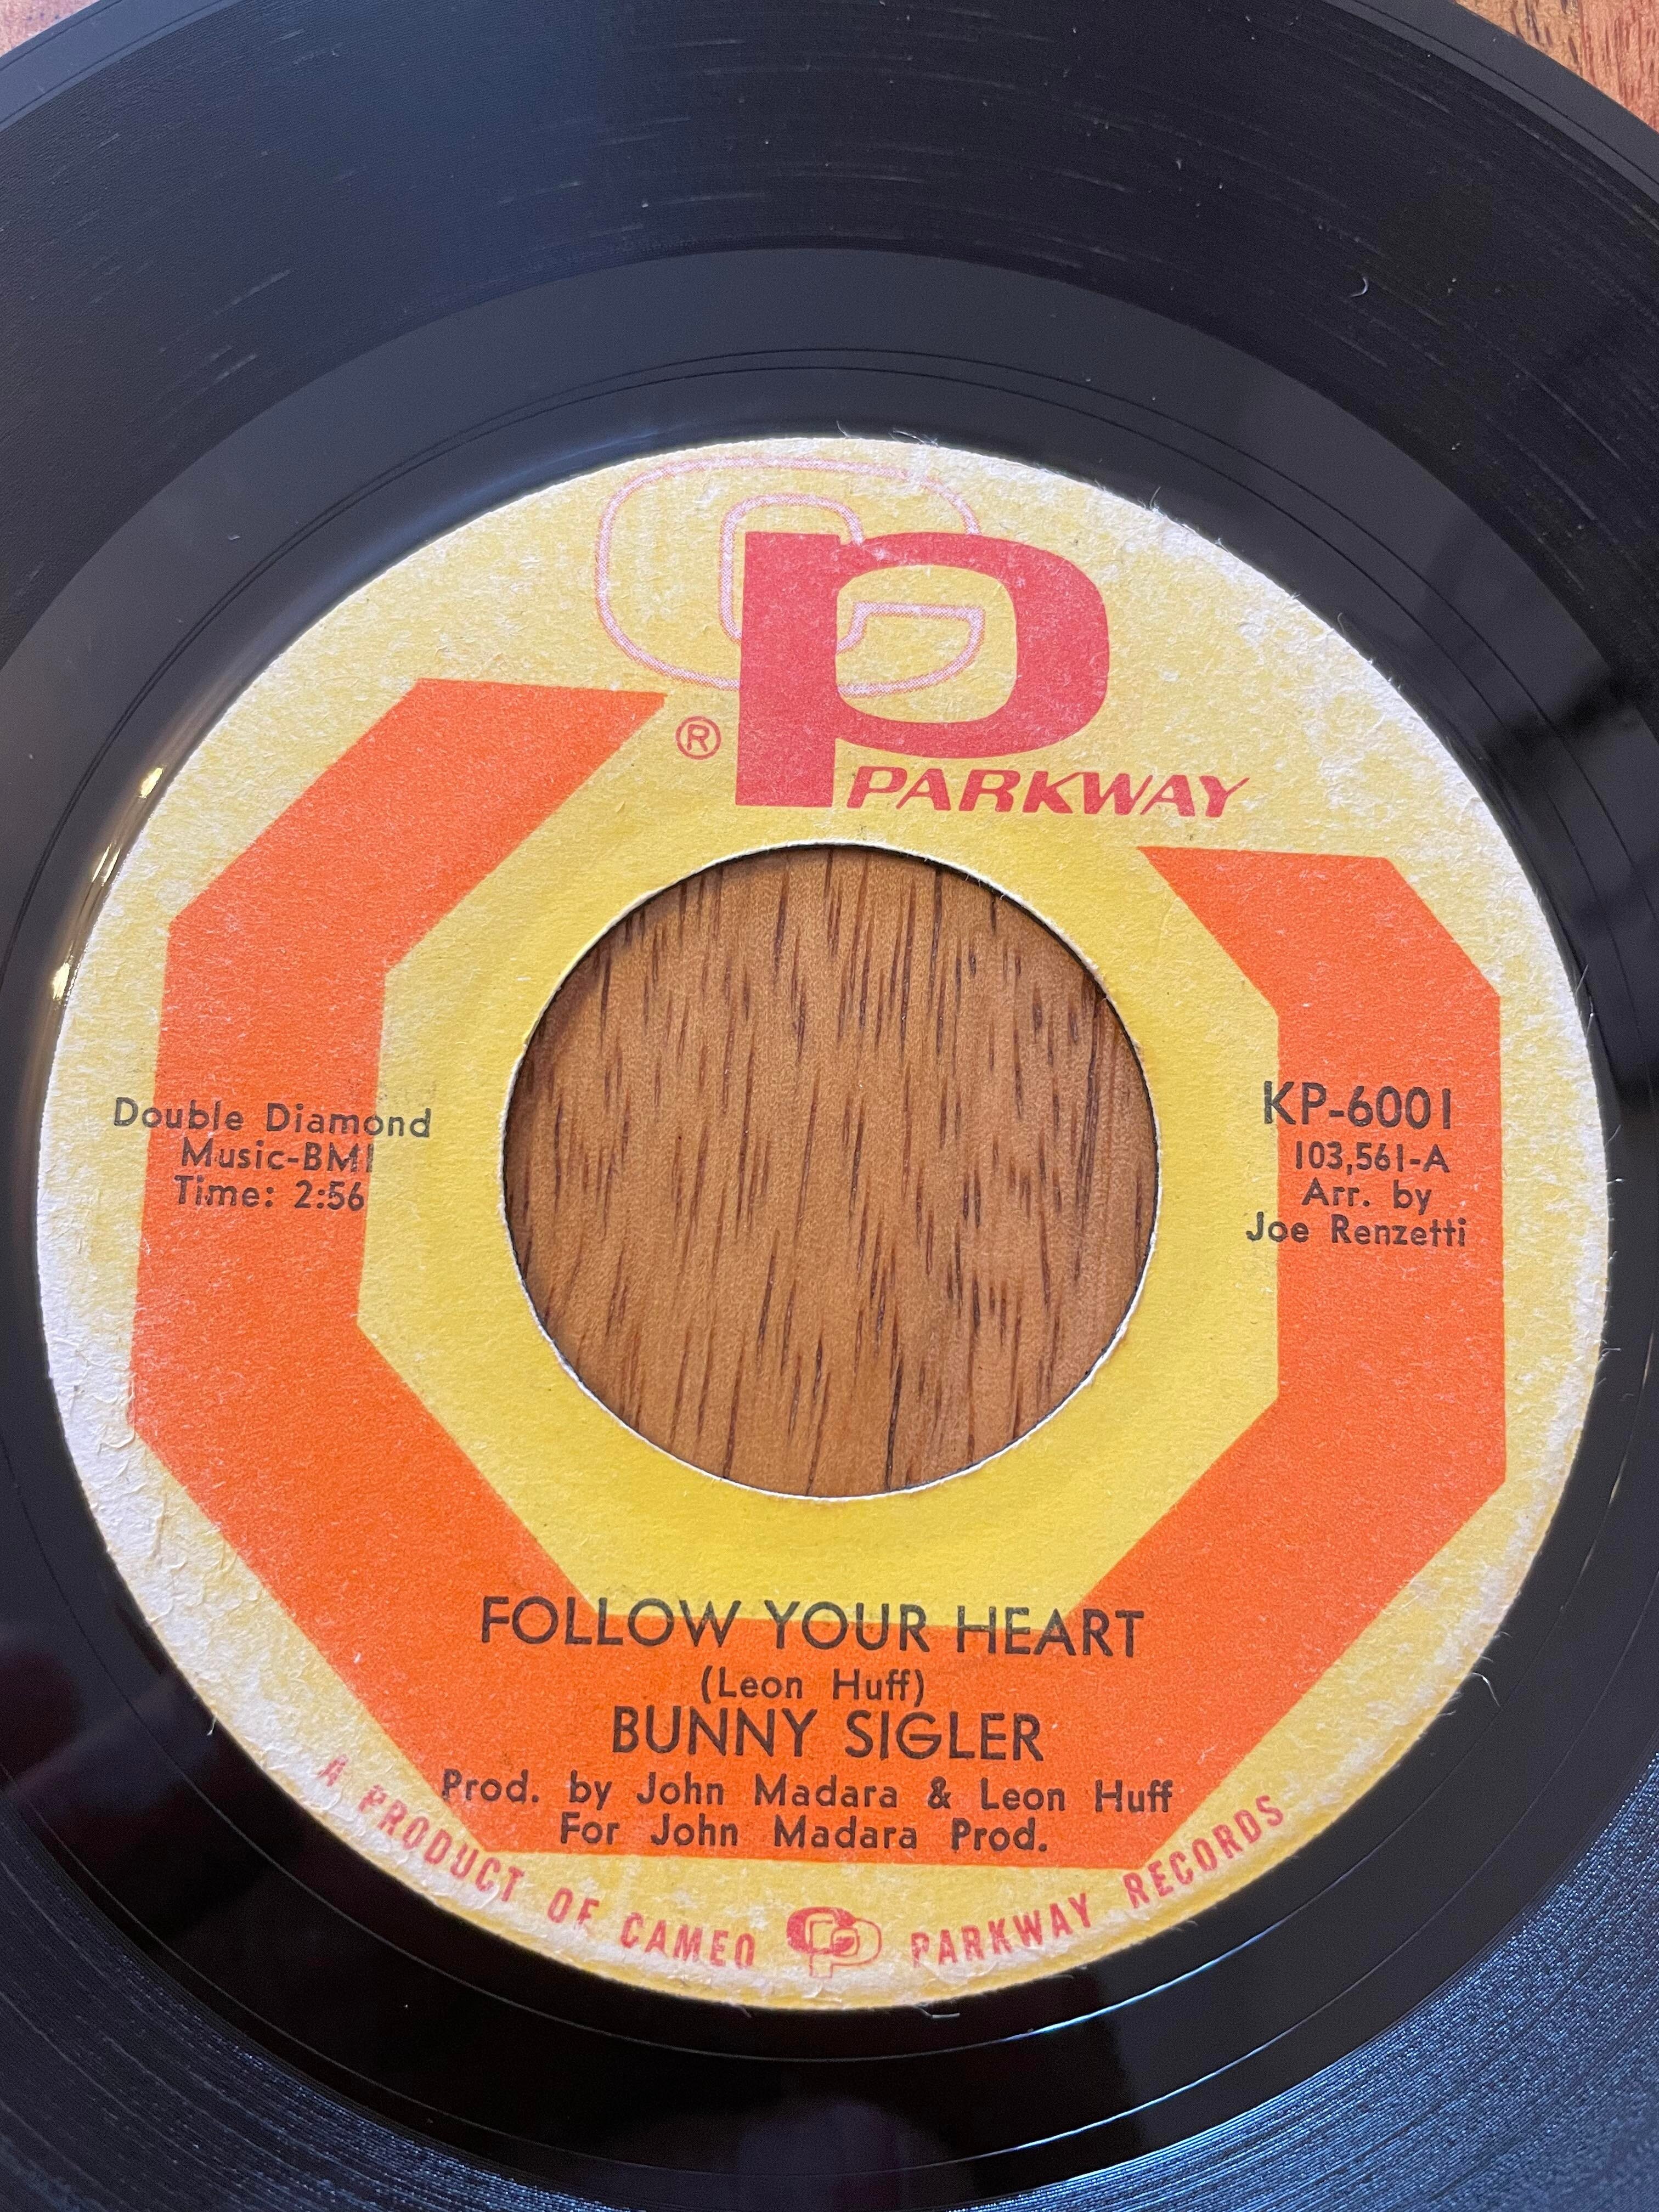 CP
® PARKWAY
Double Diamond
Music-BMI
Time: 2:56
KP-6001
103,561-A
Arr. by
Joe Renzetti
FOLLOW YOUR HEART
(Leon Huff)
BUNNY SIGLER
Prod. by John Madara & Leon Huff
For John Madara Prod.
A PRODUCT OF CAMEO CP PARKWAY RECORDS